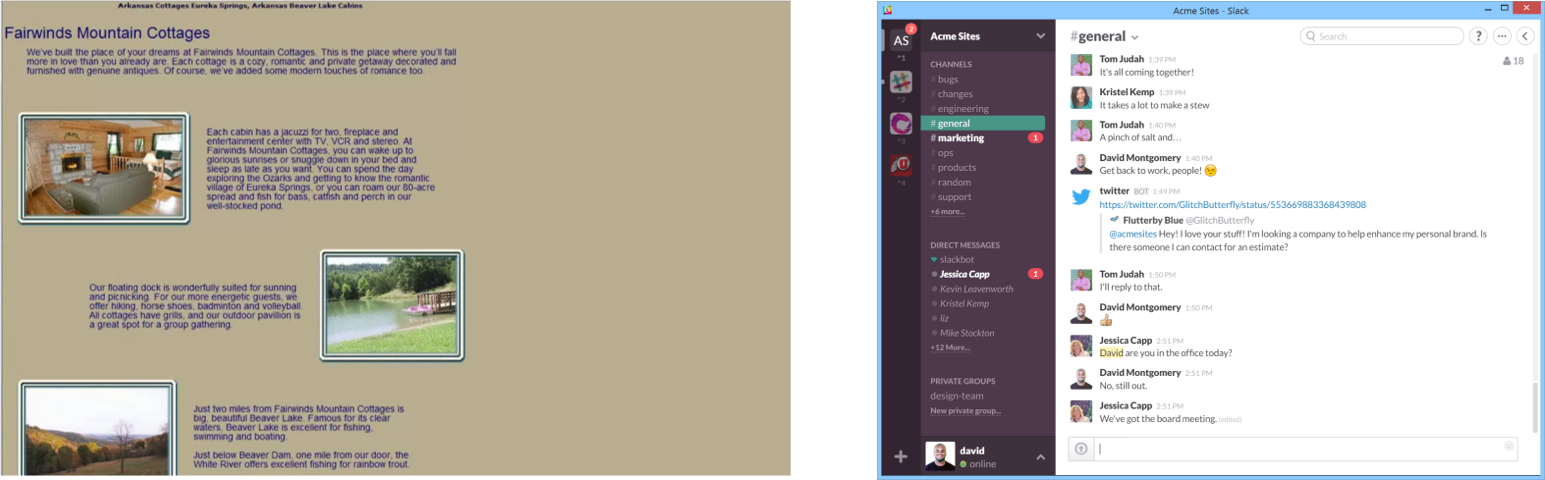 Arkansas Cottages Eureka Springs, Arkansas Beaver Lake Cabins
Fairwinds Mountain Cottages
We've built the place of your dreams at Fairwinds Mountain Cottages. This is the place where you'll fall
more in love than you already are. Each cottage is a cozy, romantic and private getaway decorated and
furnished with genuine antiques. Of course, we've added some modern touches of romance too.
Each cabin has a jacuzzi for two, fireplace and
entertainment center with TV, VCR and stereo. At
Fairwinds Mountain Cottages, you can wake up to
glorious sunrises or snuggle down in your bed and
sleep as late as you want. You can spend the day
exploring the Ozarks and getting to know the romantic
village of Eureka Springs, or you can roam our 80-acre
spread and fish for bass, catfish and perch in our
well-stocked pond.
Our floating dock is wonderfully suited for sunning
and picnicking. For our more energetic guests, we
offer hiking, horse shoes, badminton and volleyball.
All cottages have grills, and our outdoor pavillion is
a great spot for a group gathering.
Just two miles from Fairwinds Mountain Cottages is
big, beautiful Beaver Lake. Famous for its clear
waters, Beaver Lake is excellent for fishing,
swimming and boating.
Just below Beaver Dam, one mile from our door, the
White River offers excellent fishing for rainbow trout.
Acme Sites - Slack
AS
2
^1
^2
^3
^4
Acme Sites
CHANNELS
# bugs
# changes
# engineering
# general
# marketing 1
# ops
# products
# random
# support
+6 more...
DIRECT MESSAGES
slackbot
Jessica Capp 1
Kevin Leavenworth
Kristel Kemp
liz
Mike Stockton
+12 More...
PRIVATE GROUPS
design-team
New private group...
david
online
#general
Search
?
18
Tom Judah 1:39 PM
It's all coming together!
Kristel Kemp 1:39 PM
It takes a lot to make a stew
Tom Judah 1:40 PM
A pinch of salt and...
David Montgomery 1:40 PM
Get back to work, people!
twitter BOT 1:49 PM
https://twitter.com/GlitchButterfly/status/553669883368439808
Flutterby Blue @GlitchButterfly
@acmesites Hey! I love your stuff! I'm looking a company to help enhance my personal brand. Is
there someone I can contact for an estimate?
Tom Judah 1:50 PM
I'll reply to that.
David Montgomery 1:50 PM
Jessica Capp 2:51 PM
David are you in the office today?
David Montgomery 2:51 PM
No, still out.
Jessica Capp 2:51 PM
We've got the board meeting. (edited)